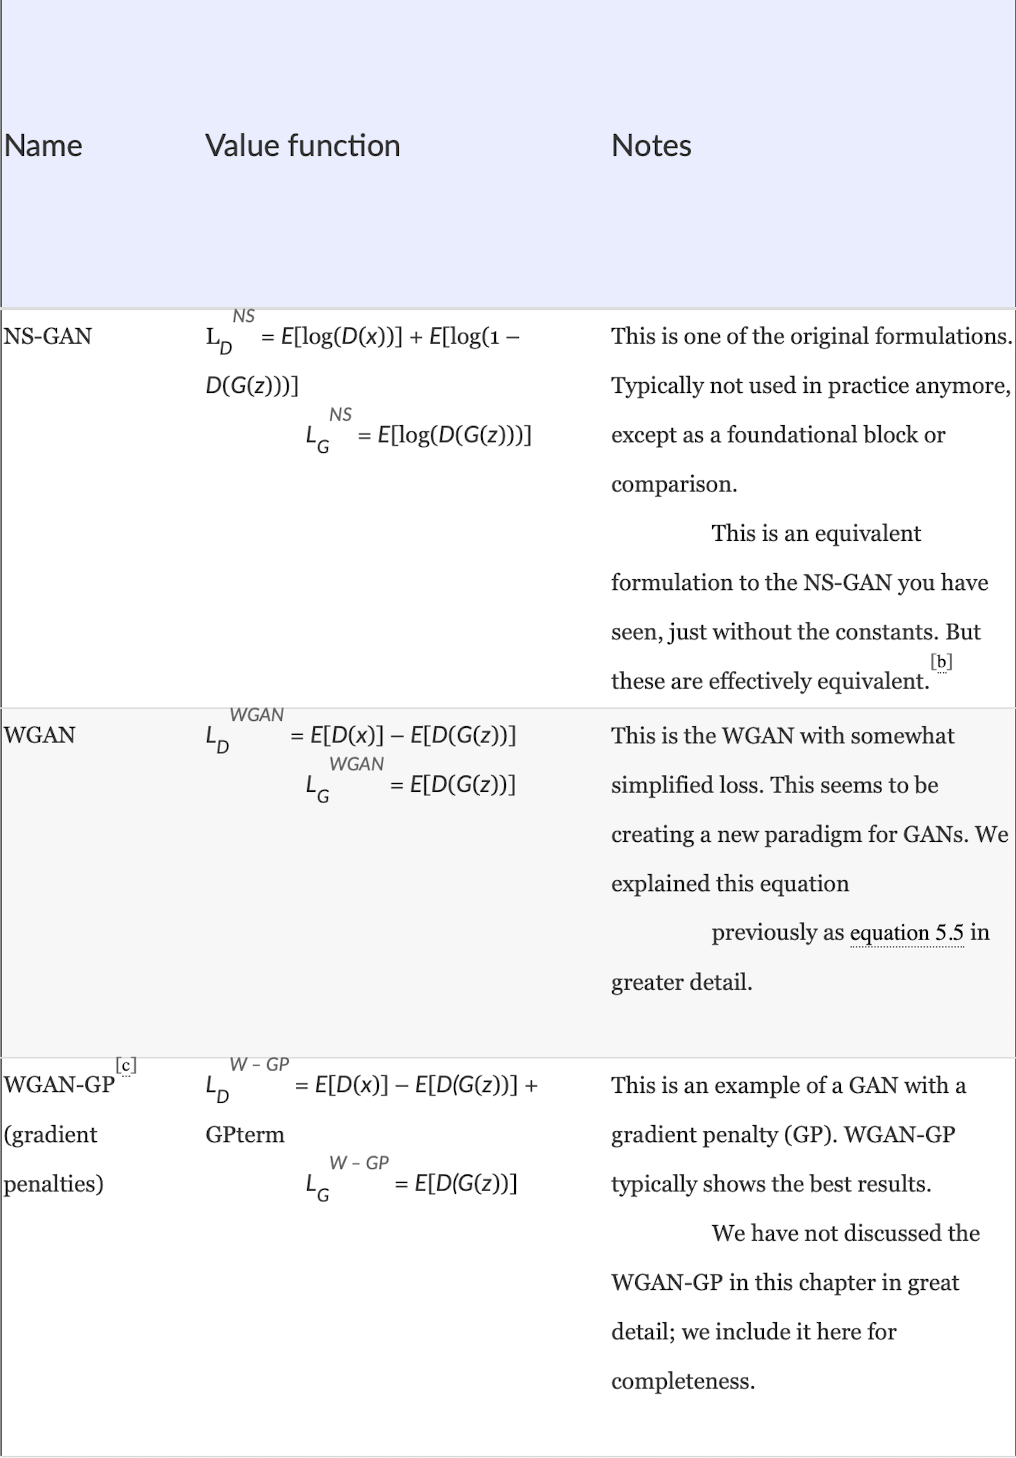 Name Value function Notes
NS-GAN L_D^NS = E[log(D(x))] + E[log(1 –
D(G(z)))]
L_G^NS = E[log(D(G(z)))]
This is one of the original formulations.
Typically not used in practice anymore,
except as a foundational block or
comparison.
This is an equivalent
formulation to the NS-GAN you have
seen, just without the constants. But
these are effectively equivalent.[b]
WGAN L_D^WGAN = E[D(x)] – E[D(G(z))]
L_G^WGAN = E[D(G(z))]
This is the WGAN with somewhat
simplified loss. This seems to be
creating a new paradigm for GANs. We
explained this equation
previously as equation 5.5 in
greater detail.
WGAN-GP[c]
(gradient
penalties)
L_D^W – GP = E[D(x)] – E[D(G(z))] +
GPterm
L_G^W – GP = E[D(G(z))]
This is an example of a GAN with a
gradient penalty (GP). WGAN-GP
typically shows the best results.
We have not discussed the
WGAN-GP in this chapter in great
detail; we include it here for
completeness.